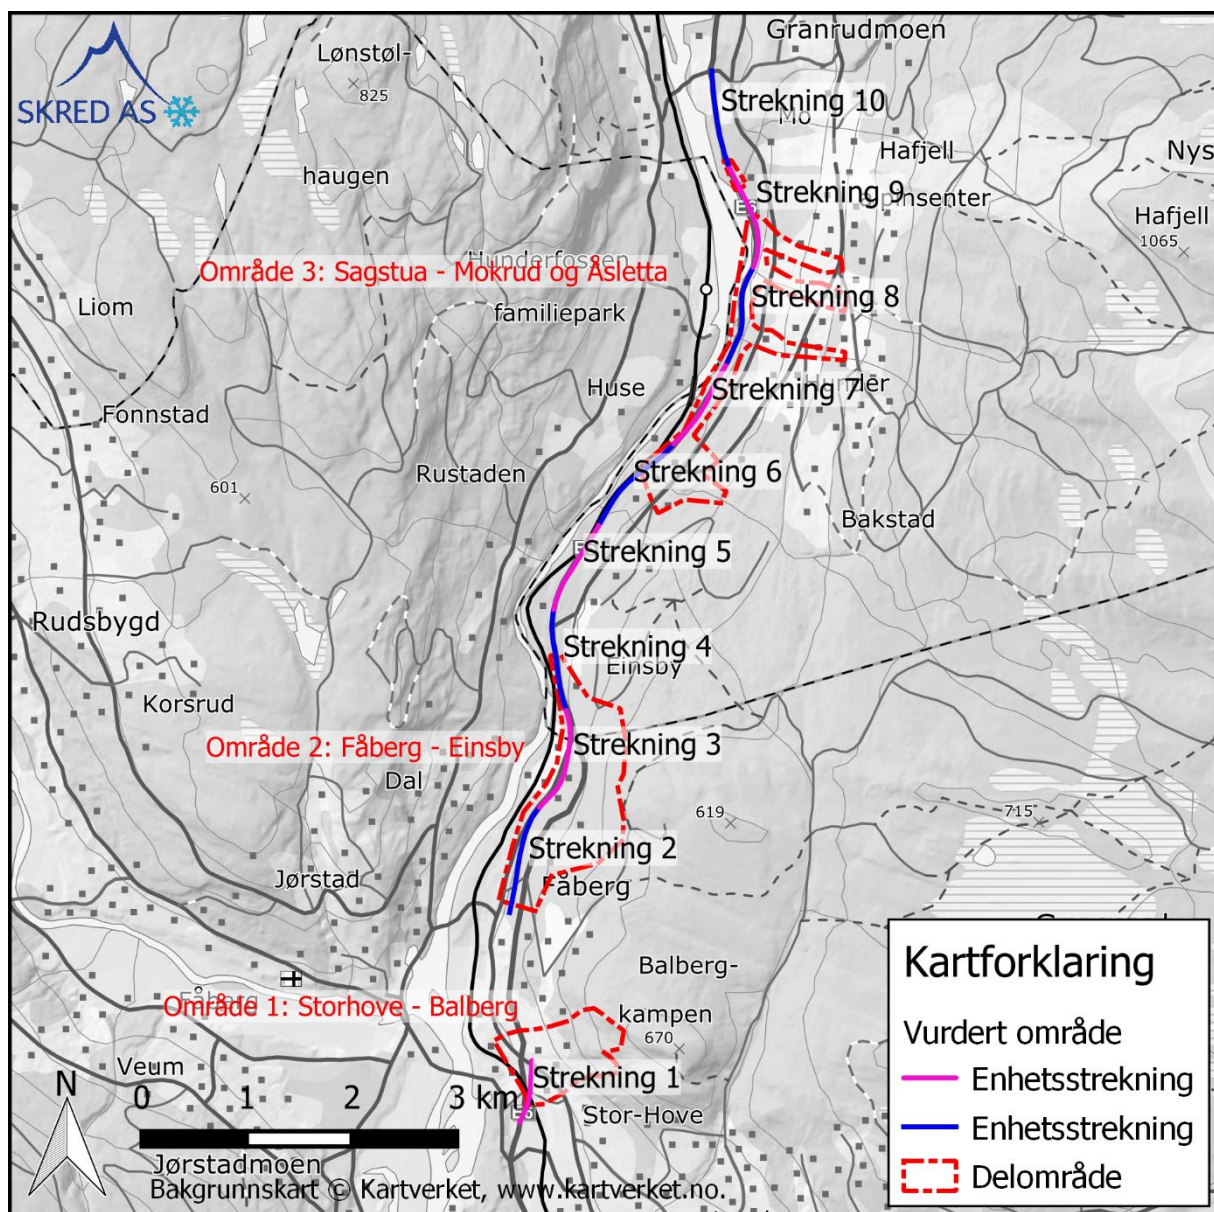 Granrudmoen
Lønstøl-
825
SKRED AS
Strekning 10
Mo
Hafjell
Nys
haugen
Strekning 9
E6
Hafjell
1065
Hunderfossen
Område 3: Sagstua - Mokrud og Åsletta
Strekning 8
Liom
familiepark
Huse
Strekning 7
Hunder
Fonnstad
Rustaden
Strekning 6
601
Bakstad
Strekning 5
Rudsbygd
Strekning 4
Einsby
Korsrud
Område 2: Fåberg - Einsby
Strekning 3
Dal
619
715
Strekning 2
Jørstad
Fåberg
Kartforklaring
Balberg-
Fåberg
Område 1: Storhove - Balberg
kampen
Vurdert område
670
Veum
Strekning 1
Enhetsstrekning
N
0 1 2 3 km
E6
Stor-Hove
Enhetsstrekning
Jørstadmoen
Delområde
Bakgrunnskart © Kartverket, www.kartverket.no.